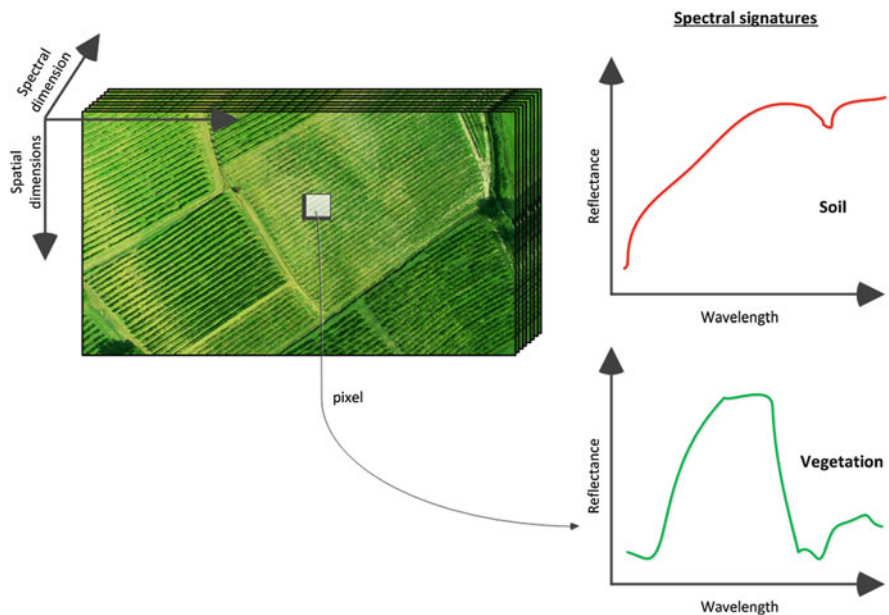 Spectral signatures
Spectral
dimension
Spatial
dimensions
Reflectance
Soil
Wavelength
pixel
Reflectance
Vegetation
Wavelength